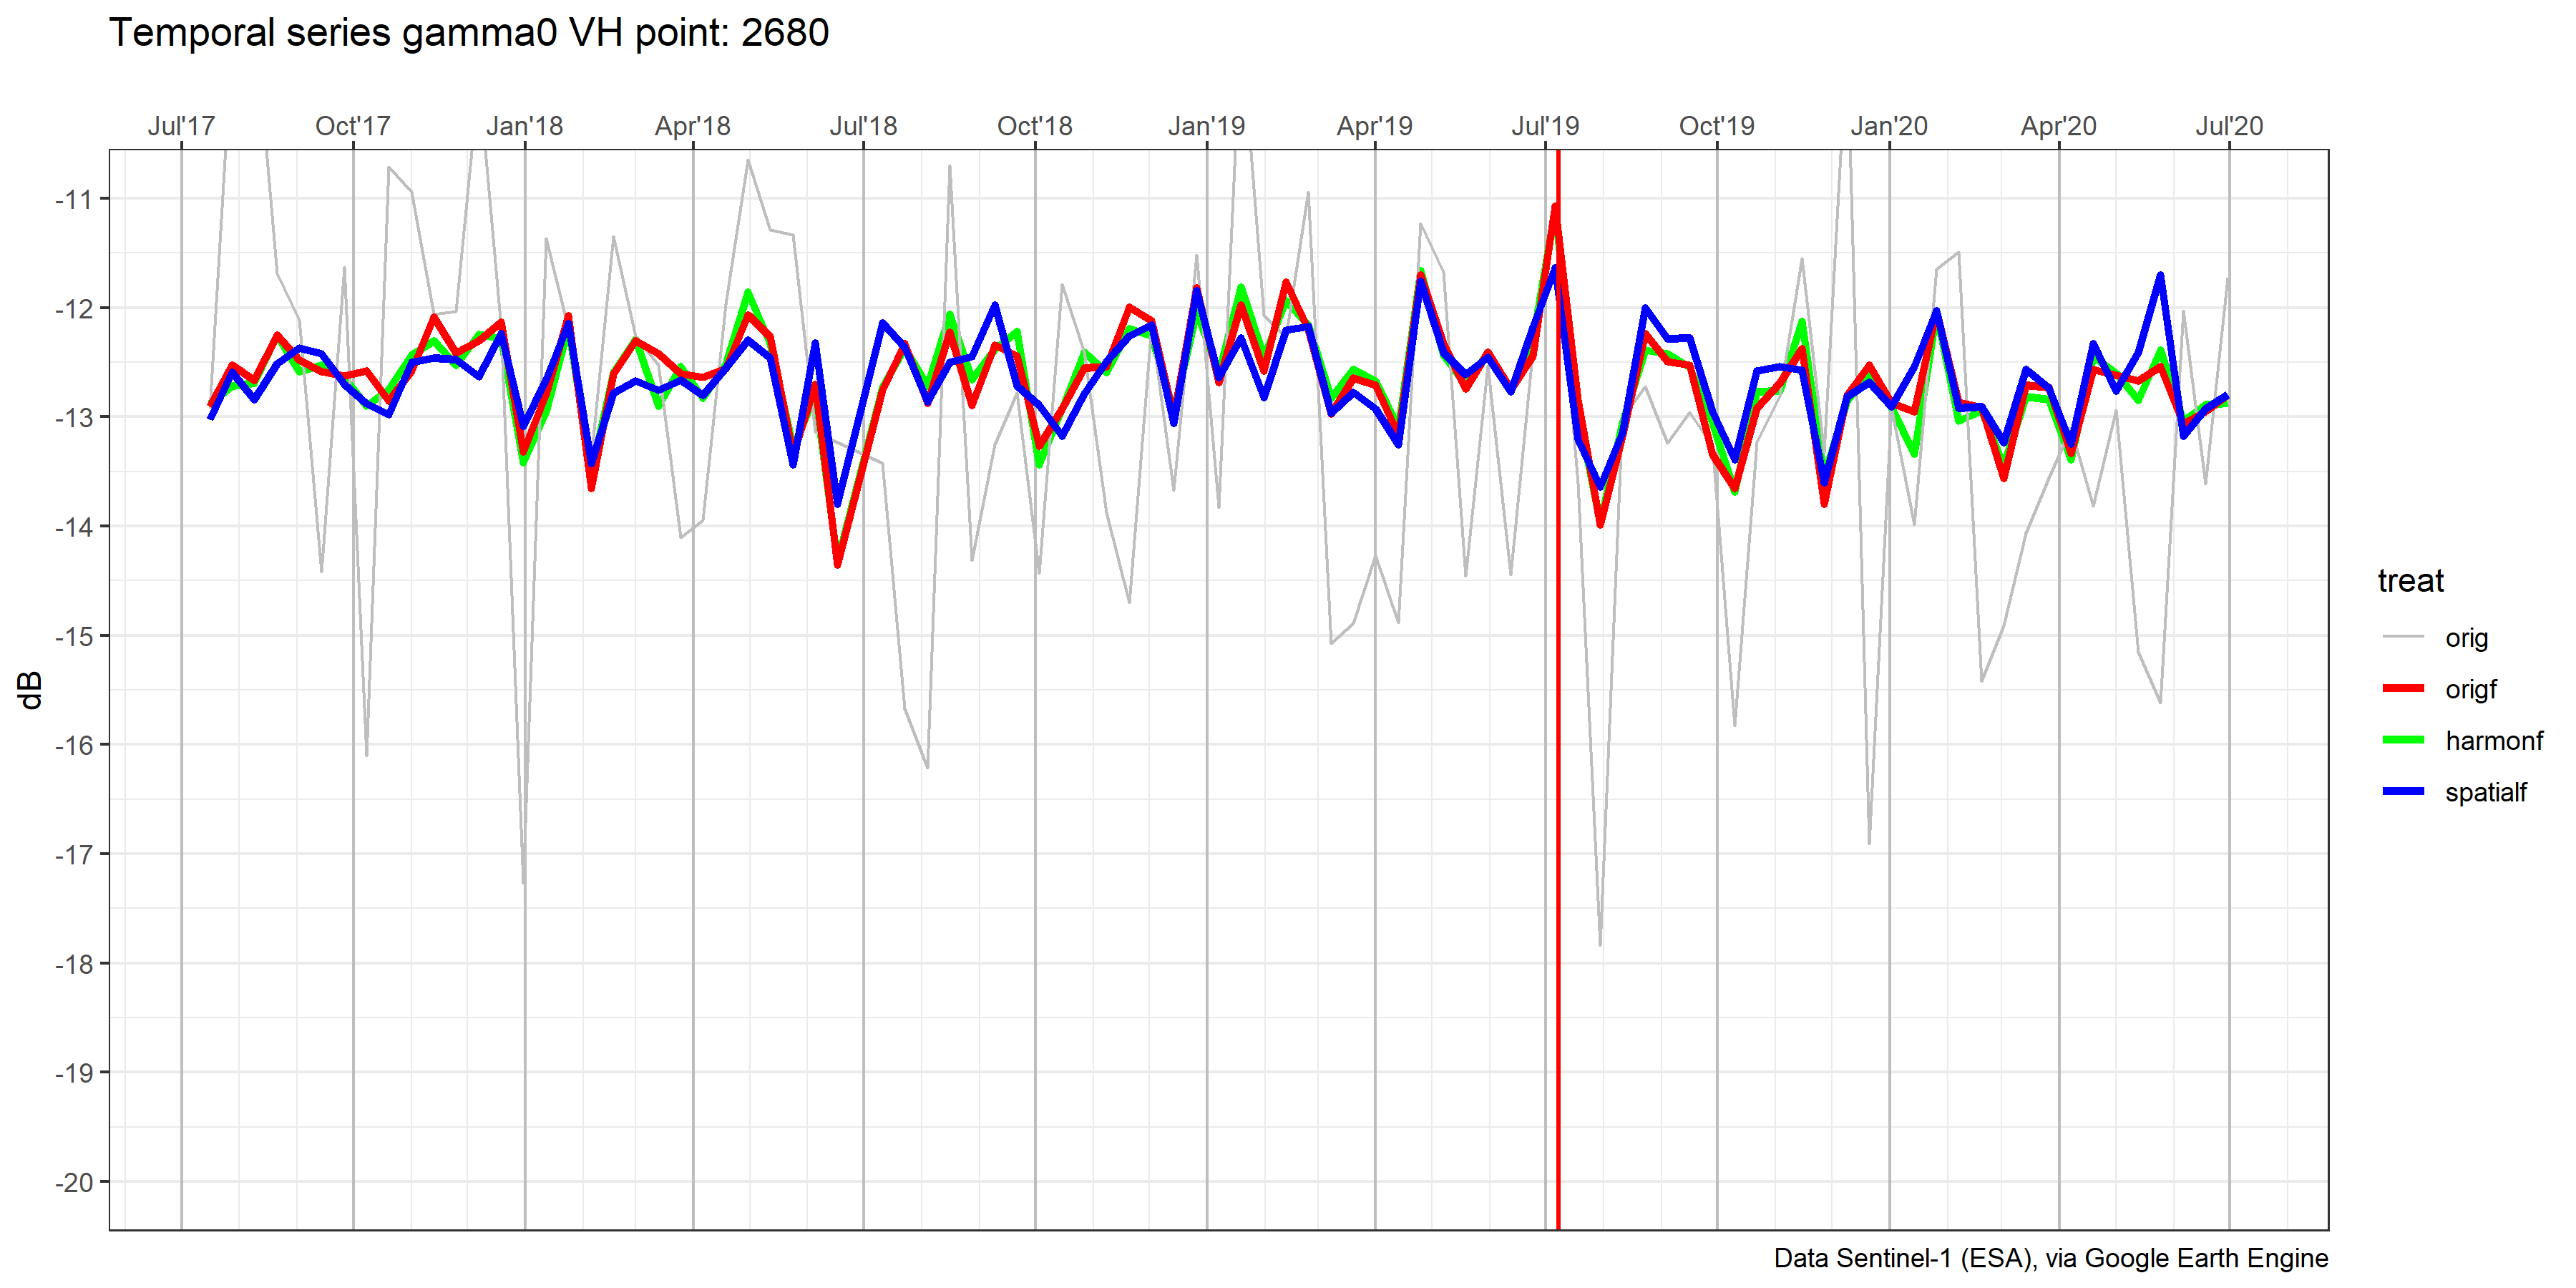 Temporal series gamma0 VH point: 2680
Jul'17 Oct'17 Jan'18 Apr'18 Jul'18 Oct'18 Jan'19 Apr'19 Jul'19 Oct'19 Jan'20 Apr'20 Jul'20
-11
-12
-13
-14
-15
-16
-17
-18
-19
-20
dB
treat
orig
origf
harmonf
spatialf
Data Sentinel-1 (ESA), via Google Earth Engine